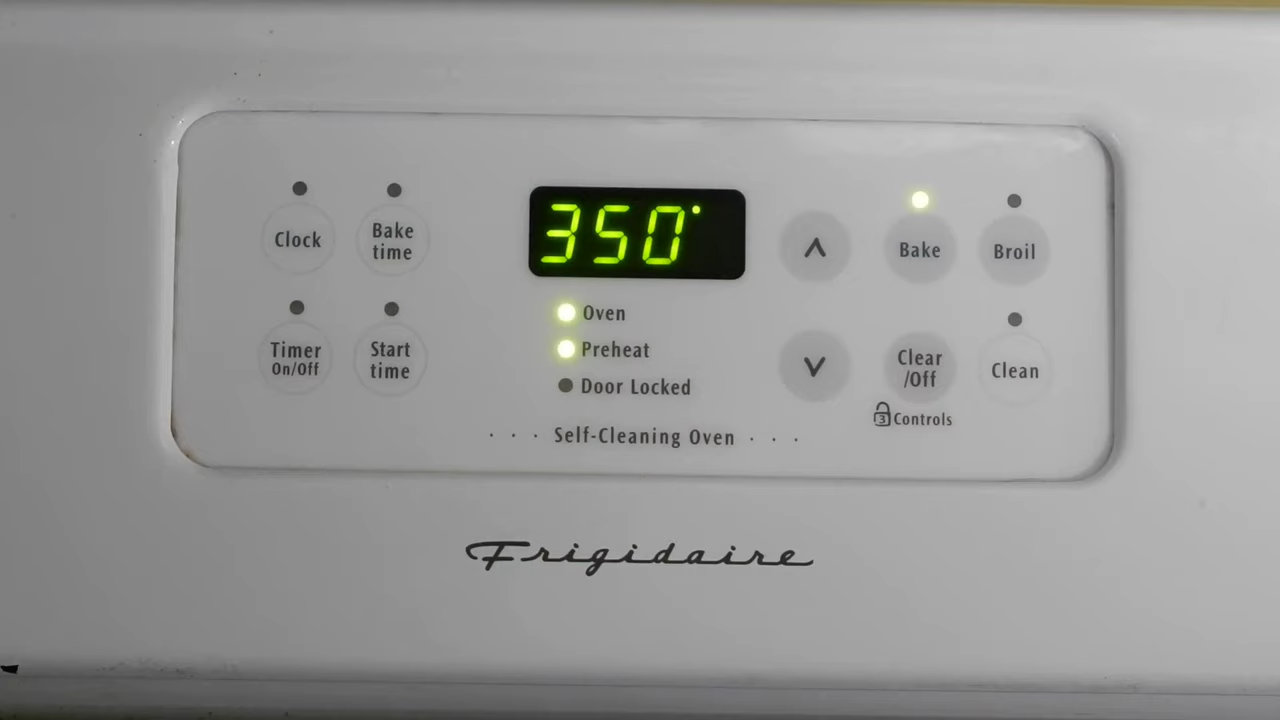 Clock
Bake
time
350°
Bake
Broil
Oven
Preheat
Door Locked
Timer
On/Off
Start
time
Clear
/Off
Clean
3 Controls
· · · Self-Cleaning Oven · · ·
Frigidaire